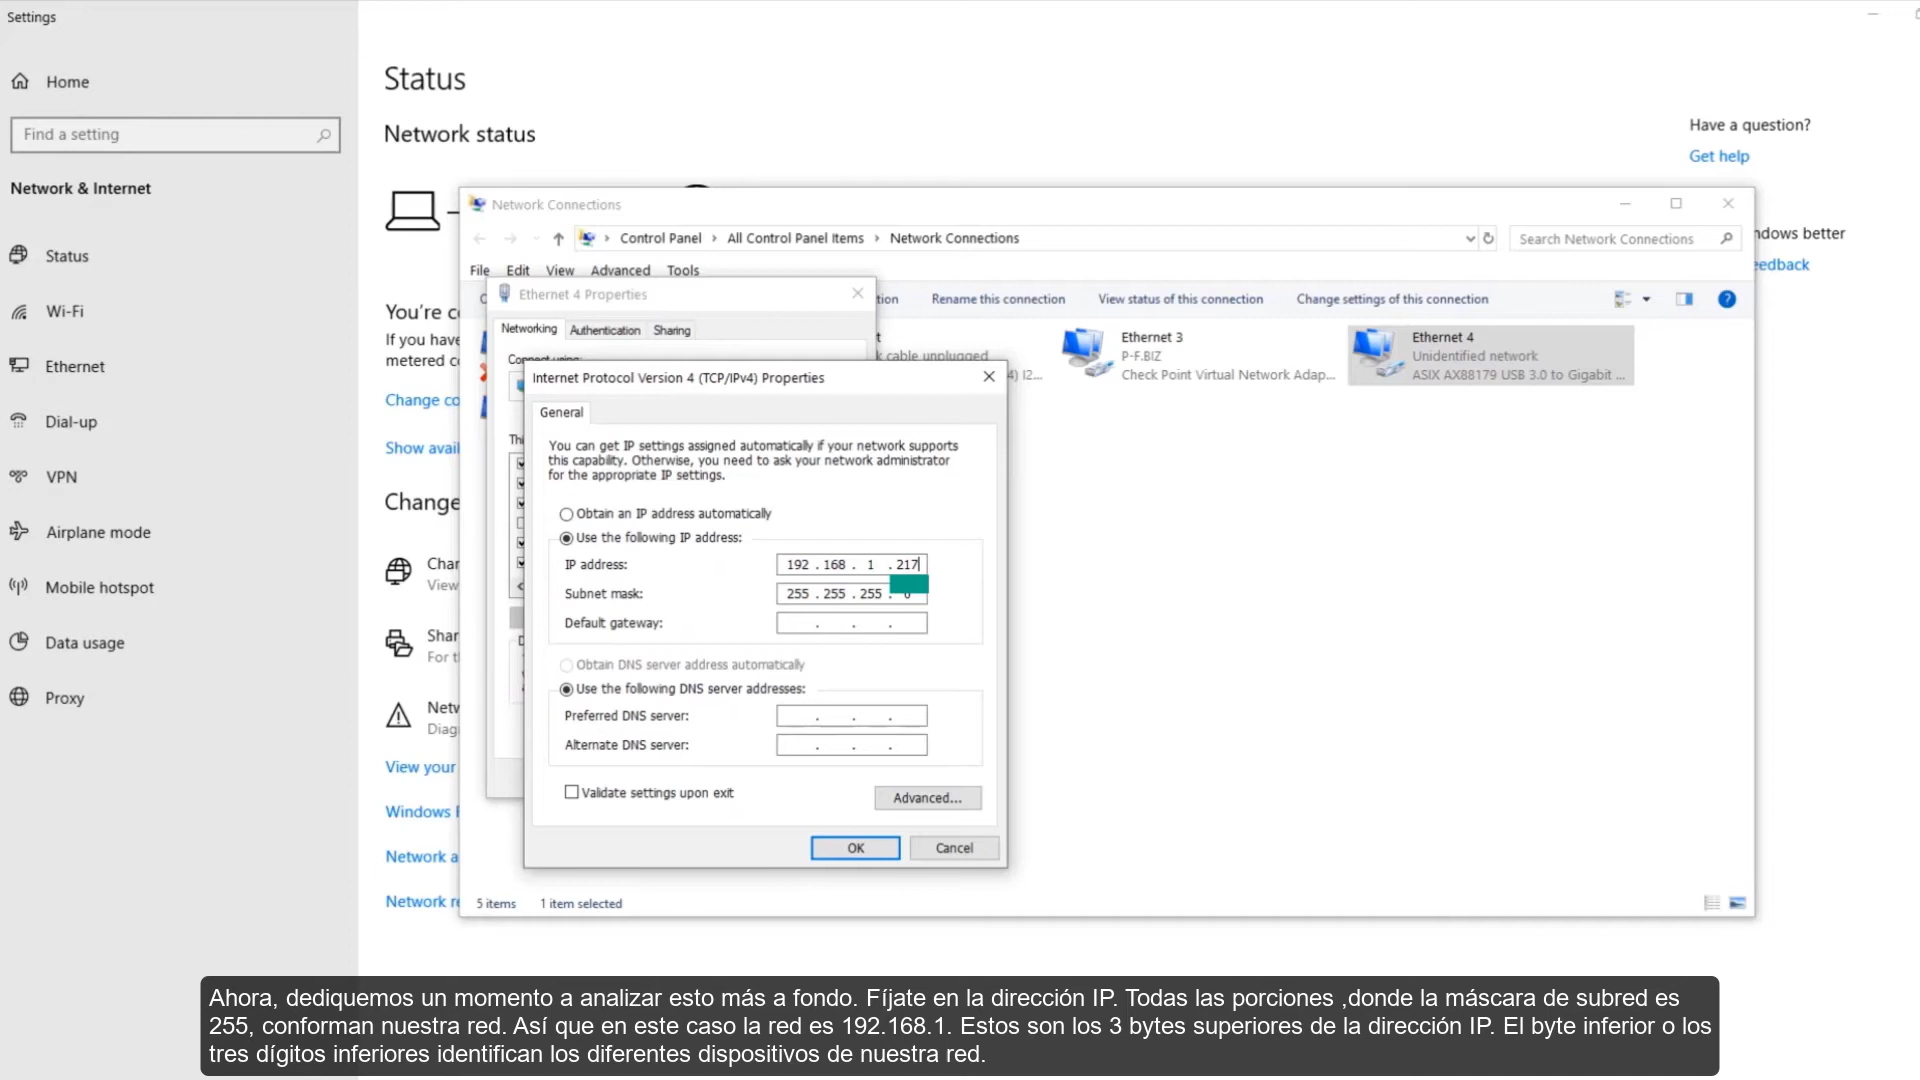 Settings
Home
Find a setting
Network & Internet
Status
Wi-Fi
Ethernet
Dial-up
VPN
Airplane mode
Mobile hotspot
Data usage
Proxy
Status
Network status
You're c
If you have
metered c
Change co
Show avail
Change
Char
View
Shar
For t
Netw
Diag
View your
Windows F
Network a
Network r
Have a question?
Get help
ndows better
eedback
Network Connections
Control Panel > All Control Panel Items > Network Connections
Search Network Connections
File Edit View Advanced Tools
tion Rename this connection View status of this connection Change settings of this connection
Ethernet 3
P-F.BIZ
Check Point Virtual Network Adap...
Ethernet 4
Unidentified network
ASIX AX88179 USB 3.0 to Gigabit ...
k cable unplugged
4) I2...
5 items 1 item selected
Ethernet 4 Properties
Networking Authentication Sharing
Connect using:
Thi
Internet Protocol Version 4 (TCP/IPv4) Properties
General
You can get IP settings assigned automatically if your network supports
this capability. Otherwise, you need to ask your network administrator
for the appropriate IP settings.
Obtain an IP address automatically
Use the following IP address:
IP address: 192 . 168 . 1 . 217
Subnet mask: 255 . 255 . 255 . 0
Default gateway: . . .
Obtain DNS server address automatically
Use the following DNS server addresses:
Preferred DNS server: . . .
Alternate DNS server: . . .
Validate settings upon exit
Advanced...
OK Cancel
Ahora, dediquemos un momento a analizar esto más a fondo. Fíjate en la dirección IP. Todas las porciones ,donde la máscara de subred es
255, conforman nuestra red. Así que en este caso la red es 192.168.1. Estos son los 3 bytes superiores de la dirección IP. El byte inferior o los
tres dígitos inferiores identifican los diferentes dispositivos de nuestra red.